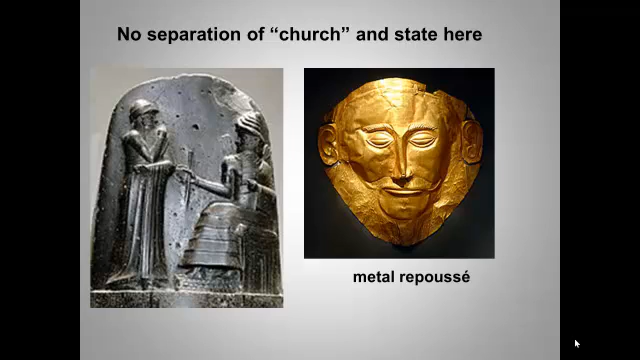 No separation of “church” and state here
metal repoussé